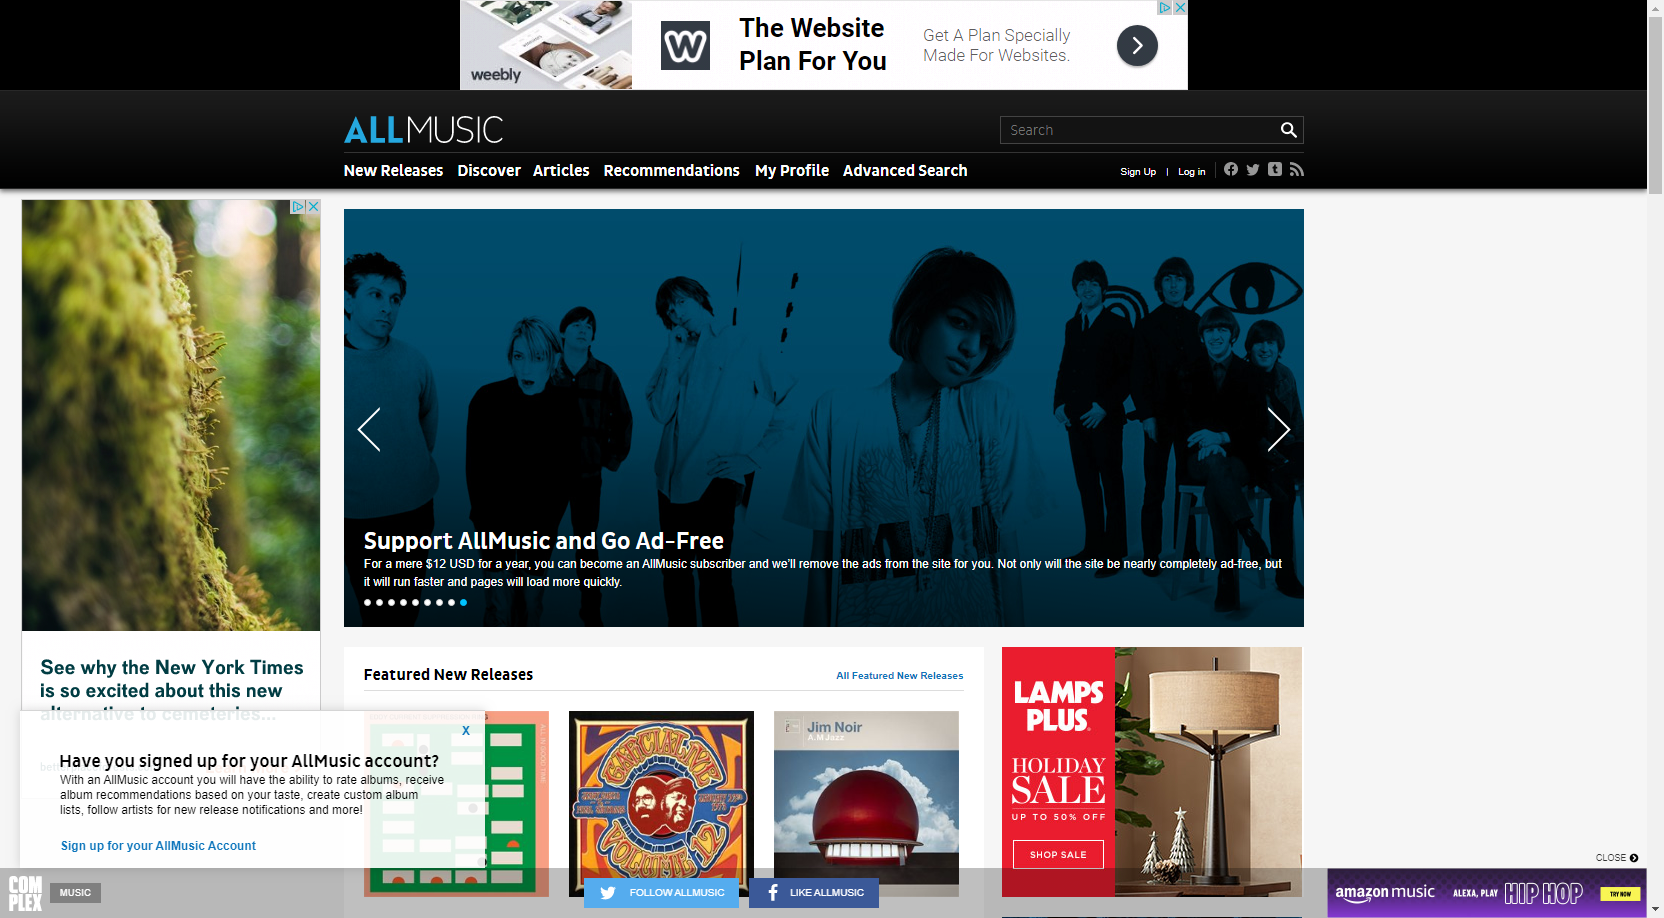 weebly
W
The Website
Plan For You
Get A Plan Specially
Made For Websites.
ALLMUSIC
Search
New Releases Discover Articles Recommendations My Profile Advanced Search
Sign Up | Log in
Support AllMusic and Go Ad-Free
For a mere $12 USD for a year, you can become an AllMusic subscriber and we'll remove the ads from the site for you. Not only will the site be nearly completely ad-free, but
it will run faster and pages will load more quickly.
See why the New York Times
is so excited about this new
alternative to cemeteries...
Featured New Releases
All Featured New Releases
X
Have you signed up for your AllMusic account?
With an AllMusic account you will have the ability to rate albums, receive
album recommendations based on your taste, create custom album
lists, follow artists for new release notifications and more!
Sign up for your AllMusic Account
GARCIALIVE
VOLUME 12
Jim Noir
A.M Jazz
LAMPS
PLUS
HOLIDAY
SALE
UP TO 50% OFF
SHOP SALE
CLOSE
COM
PLEX
MUSIC
FOLLOW ALLMUSIC
LIKE ALLMUSIC
amazon music
ALEXA, PLAY
HIP HOP
TRY NOW